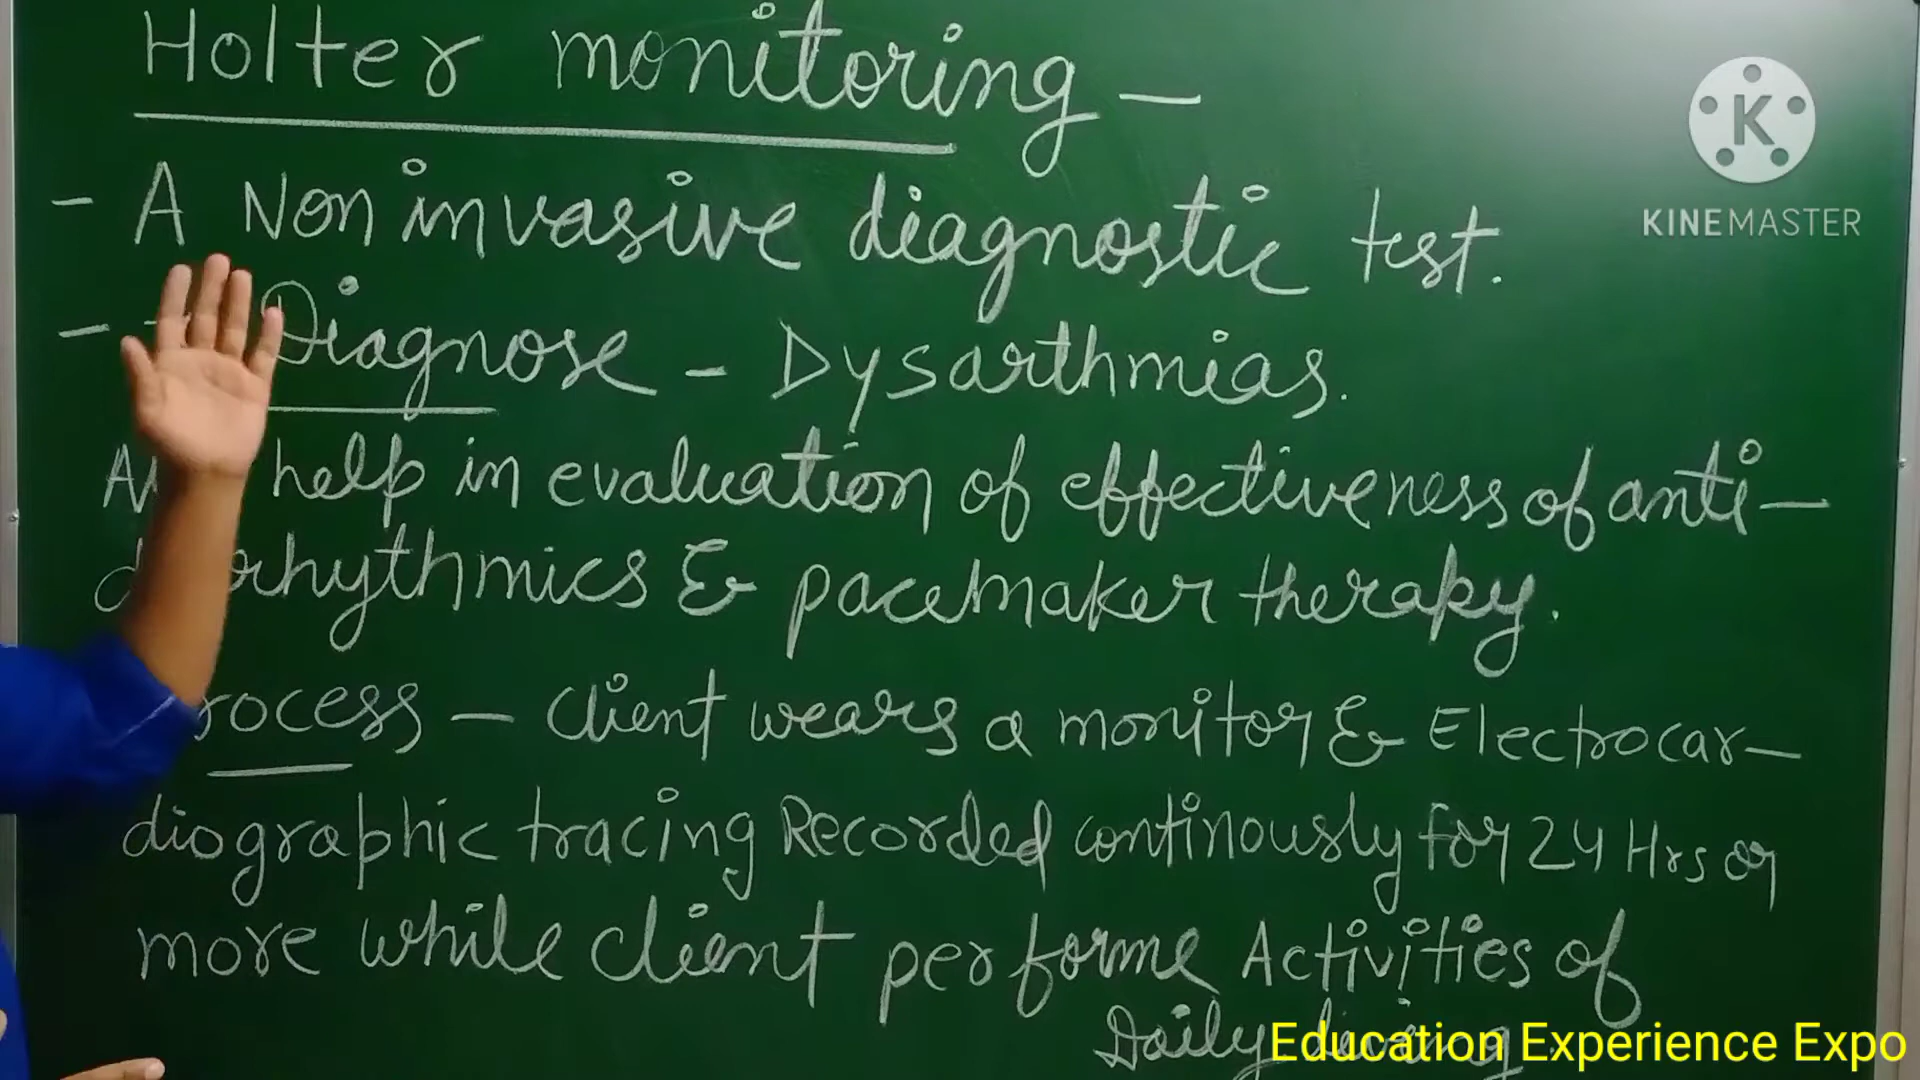 Holter monitoring -
- A Non invasive diagnostic test.
- Diagnose - Dysarthmias.
help in evaluation of effectiveness of anti-
& pacemaker therapy.
- Client wears a monitor & Electrocar-
diographic tracing Recorded continously for 24 Hrs or
more while client performe Activities of
Daily living
K
KINEMASTER
Education Experience Expo